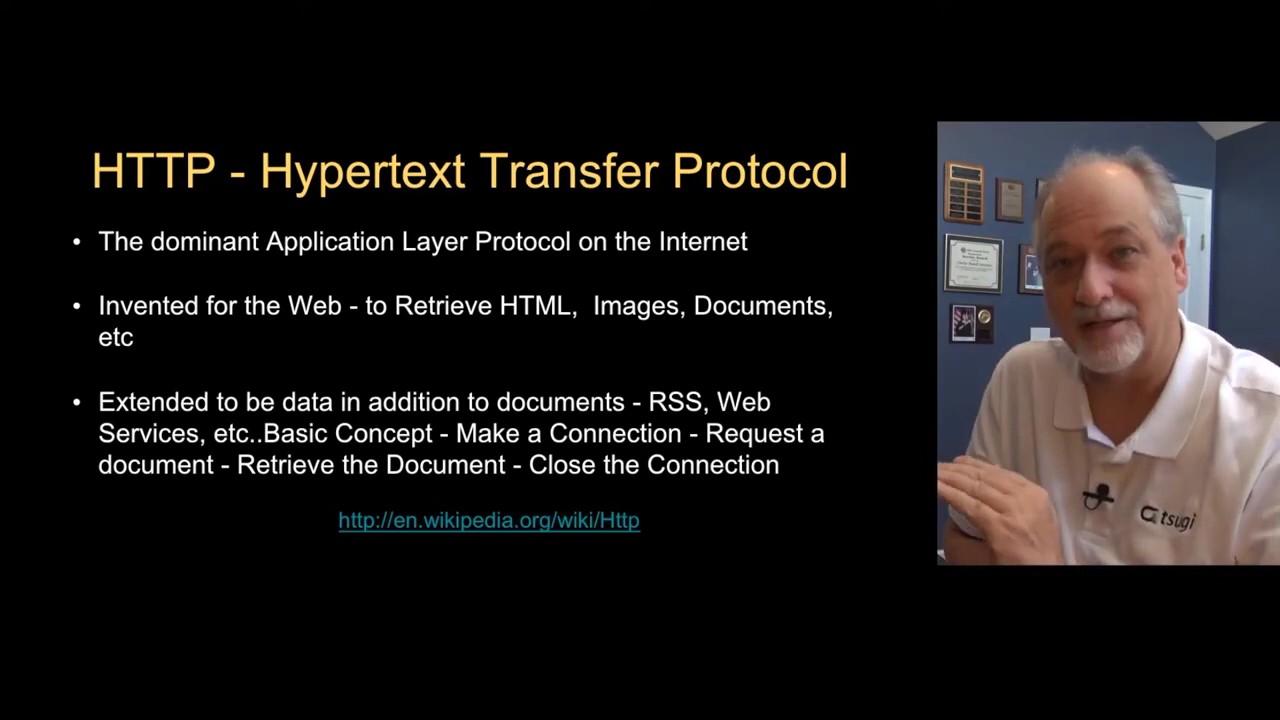 HTTP - Hypertext Transfer Protocol
• The dominant Application Layer Protocol on the Internet
• Invented for the Web - to Retrieve HTML,  Images, Documents,
etc
• Extended to be data in addition to documents - RSS, Web
Services, etc..Basic Concept - Make a Connection - Request a
document - Retrieve the Document - Close the Connection
http://en.wikipedia.org/wiki/Http
tsugi